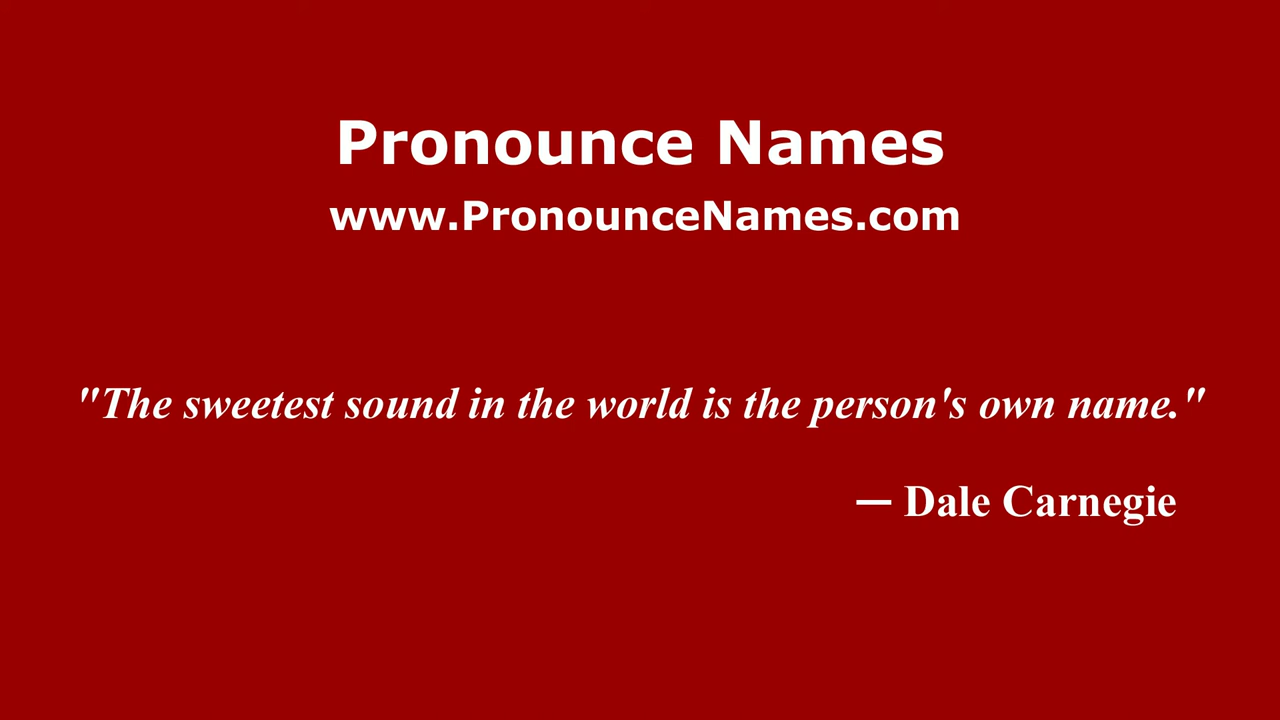 Pronounce Names
www.PronounceNames.com
"The sweetest sound in the world is the person's own name."
— Dale Carnegie